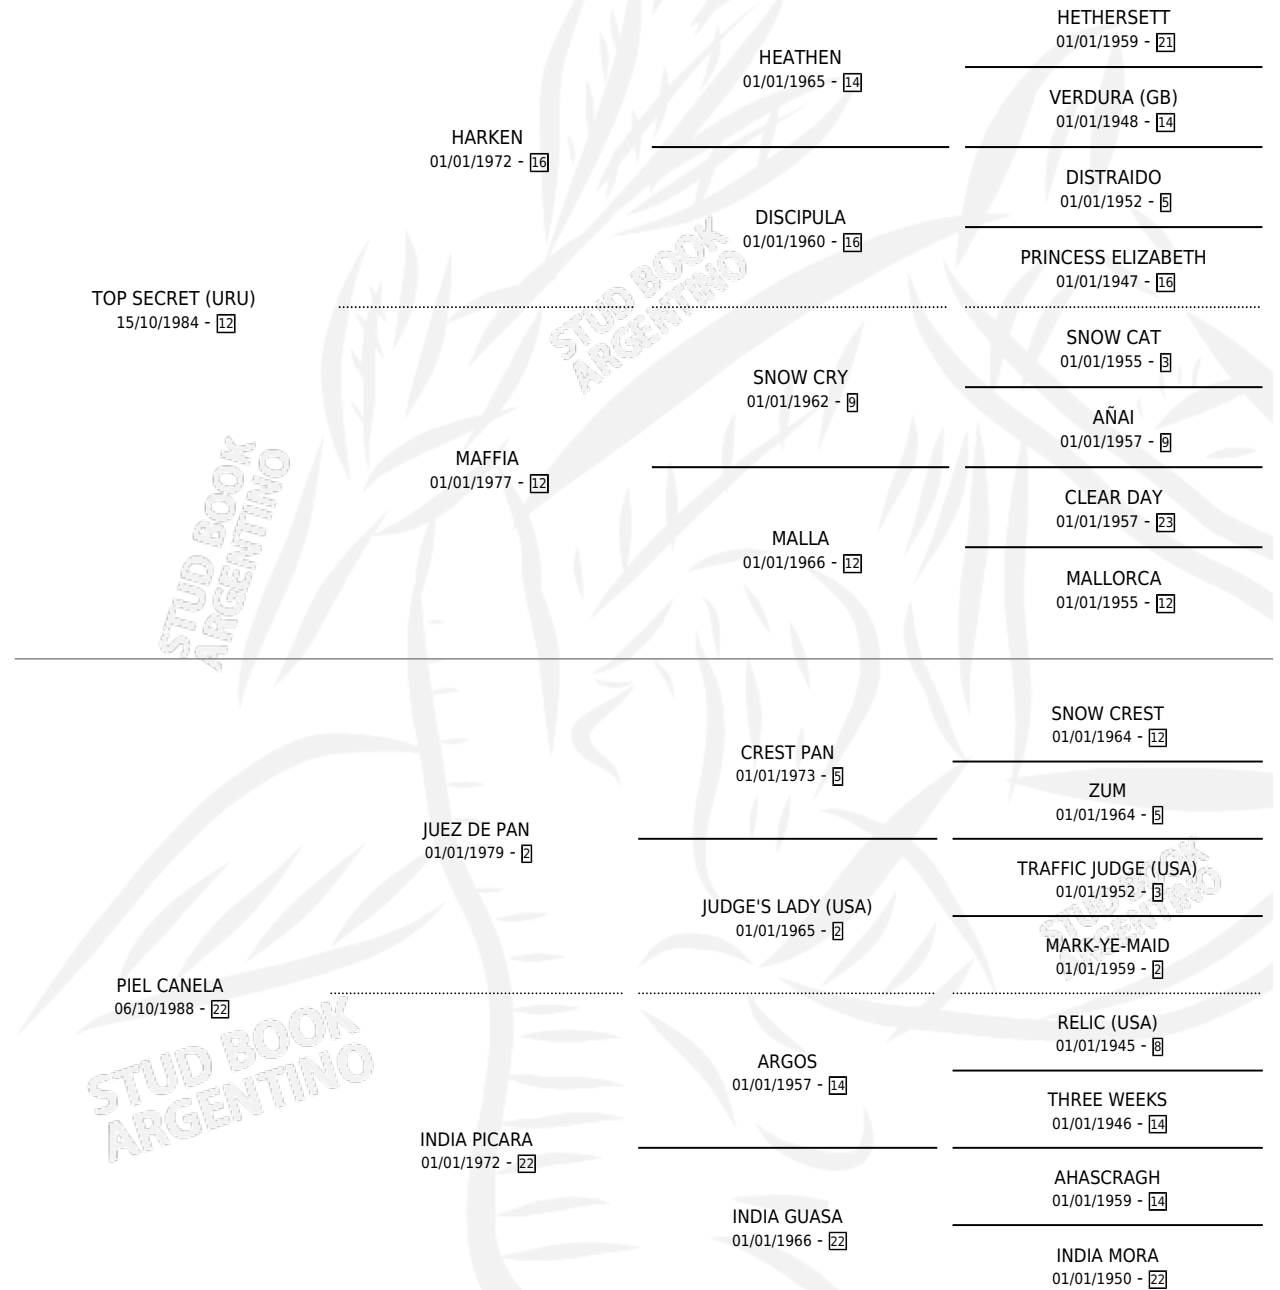 HETHERSETT
01/01/1959 - 21
HEATHEN
01/01/1965 - 14
VERDURA (GB)
01/01/1948 - 14
HARKEN
01/01/1972 - 16
DISTRAIDO
01/01/1952 - 5
DISCIPULA
01/01/1960 - 16
PRINCESS ELIZABETH
01/01/1947 - 16
TOP SECRET (URU)
15/10/1984 - 12
STUD BOOK
ARGENTINO
SNOW CAT
01/01/1955 - 3
SNOW CRY
01/01/1962 - 9
AÑAI
01/01/1957 - 9
MAFFIA
01/01/1977 - 12
CLEAR DAY
01/01/1957 - 23
MALLA
01/01/1966 - 12
MALLORCA
01/01/1955 - 12
STUD BOOK
ARGENTINO
SNOW CREST
01/01/1964 - 12
CREST PAN
01/01/1973 - 5
ZUM
01/01/1964 - 5
JUEZ DE PAN
01/01/1979 - 2
TRAFFIC JUDGE (USA)
01/01/1952 - 3
STUD BOOK
ARGENTINO
JUDGE'S LADY (USA)
01/01/1965 - 2
MARK-YE-MAID
01/01/1959 - 2
PIEL CANELA
06/10/1988 - 22
STUD BOOK
ARGENTINO
RELIC (USA)
01/01/1945 - 8
ARGOS
01/01/1957 - 14
THREE WEEKS
01/01/1946 - 14
INDIA PICARA
01/01/1972 - 22
AHASCRAGH
01/01/1959 - 14
INDIA GUASA
01/01/1966 - 22
INDIA MORA
01/01/1950 - 22